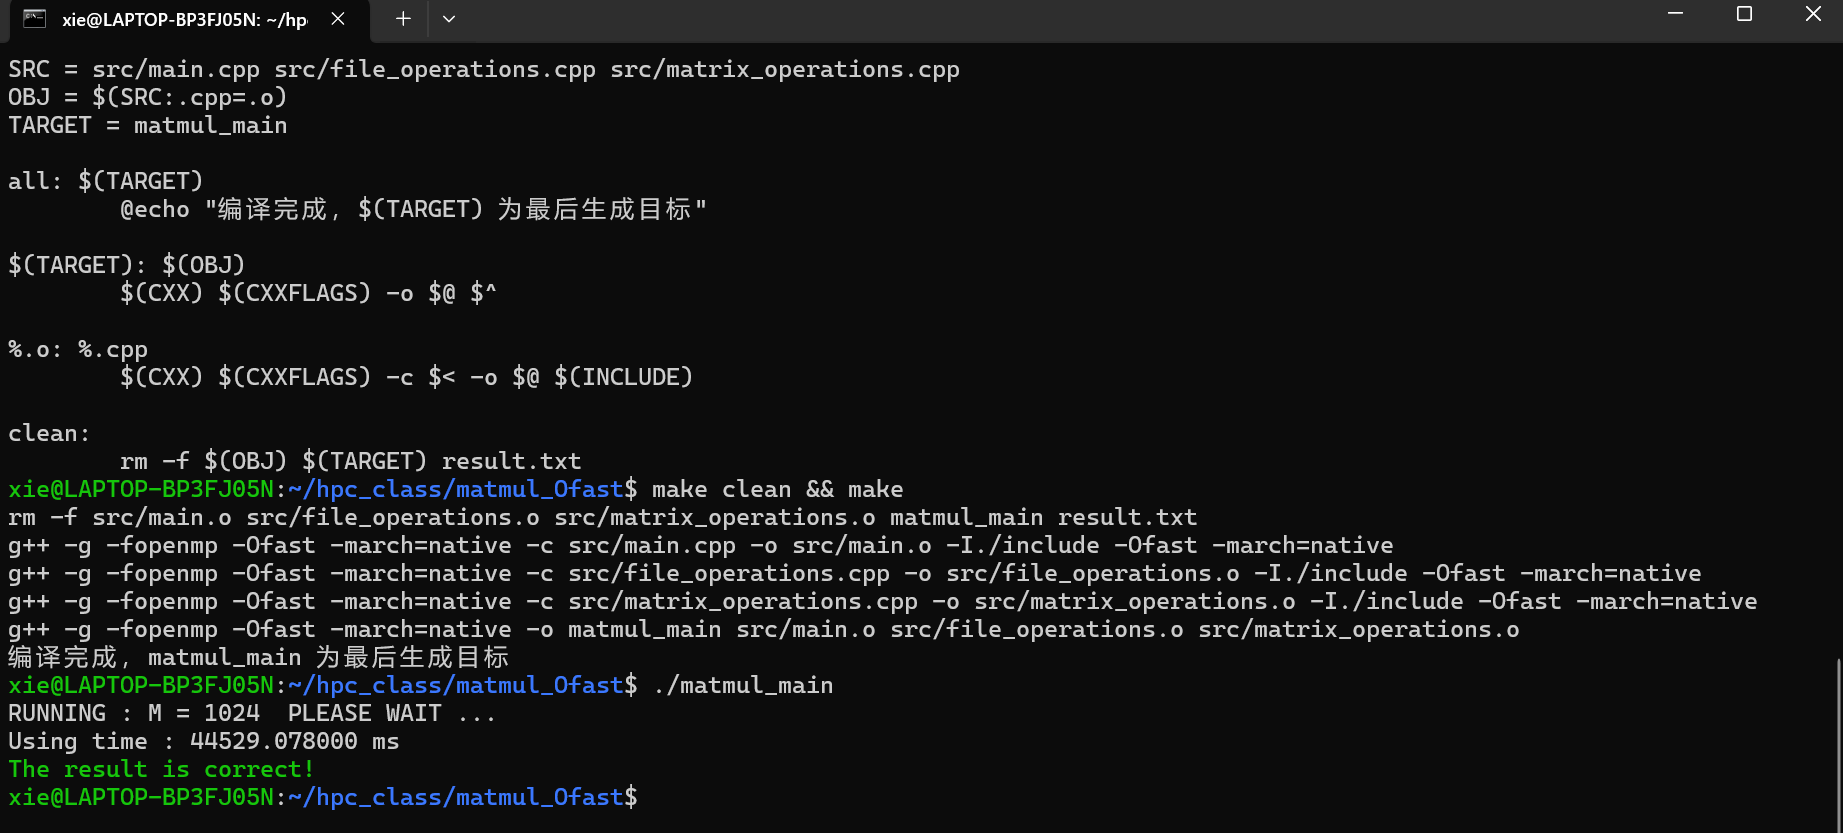 xie@LAPTOP-BP3FJ05N: ~/hp
SRC = src/main.cpp src/file_operations.cpp src/matrix_operations.cpp
OBJ = $(SRC:.cpp=.o)
TARGET = matmul_main
all: $(TARGET)
        @echo "编译完成, $(TARGET) 为最后生成目标"
$(TARGET): $(OBJ)
        $(CXX) $(CXXFLAGS) -o $@ $^
%.o: %.cpp
        $(CXX) $(CXXFLAGS) -c $< -o $@ $(INCLUDE)
clean:
        rm -f $(OBJ) $(TARGET) result.txt
xie@LAPTOP-BP3FJ05N:~/hpc_class/matmul_Ofast$ make clean && make
rm -f src/main.o src/file_operations.o src/matrix_operations.o matmul_main result.txt
g++ -g -fopenmp -Ofast -march=native -c src/main.cpp -o src/main.o -I./include -Ofast -march=native
g++ -g -fopenmp -Ofast -march=native -c src/file_operations.cpp -o src/file_operations.o -I./include -Ofast -march=native
g++ -g -fopenmp -Ofast -march=native -c src/matrix_operations.cpp -o src/matrix_operations.o -I./include -Ofast -march=native
g++ -g -fopenmp -Ofast -march=native -o matmul_main src/main.o src/file_operations.o src/matrix_operations.o
编译完成, matmul_main 为最后生成目标
xie@LAPTOP-BP3FJ05N:~/hpc_class/matmul_Ofast$ ./matmul_main
RUNNING : M = 1024  PLEASE WAIT ...
Using time : 44529.078000 ms
The result is correct!
xie@LAPTOP-BP3FJ05N:~/hpc_class/matmul_Ofast$